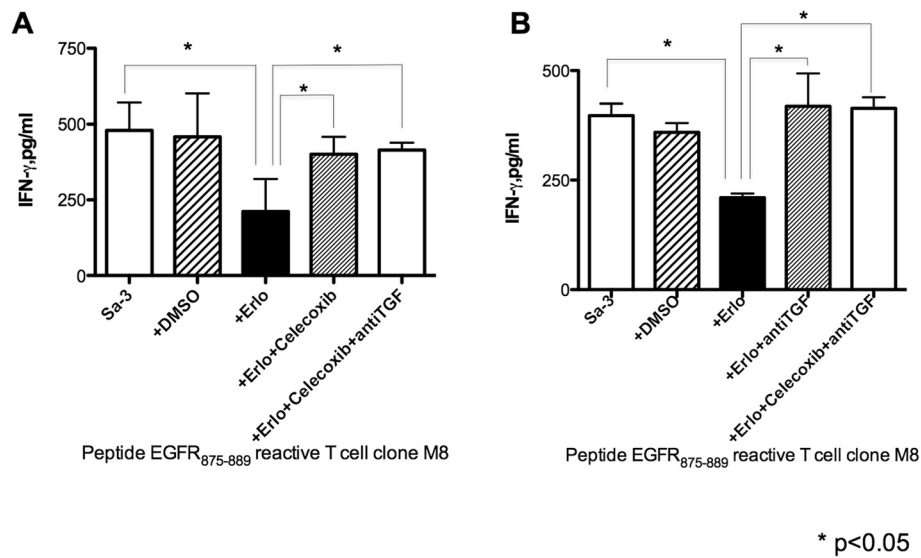 A
IFN-γ,pg/ml
750
500
250
0
*
*
*
Sa-3
+DMSO
+Erlo
+Erlo+Celecoxib
+Erlo+Celecoxib+antiTGF
Peptide EGFR875-889 reactive T cell clone M8
B
IFN-γ,pg/ml
500
250
0
*
*
*
Sa-3
+DMSO
+Erlo
+Erlo+antiTGF
+Erlo+Celecoxib+antiTGF
Peptide EGFR875-889 reactive T cell clone M8
* p<0.05